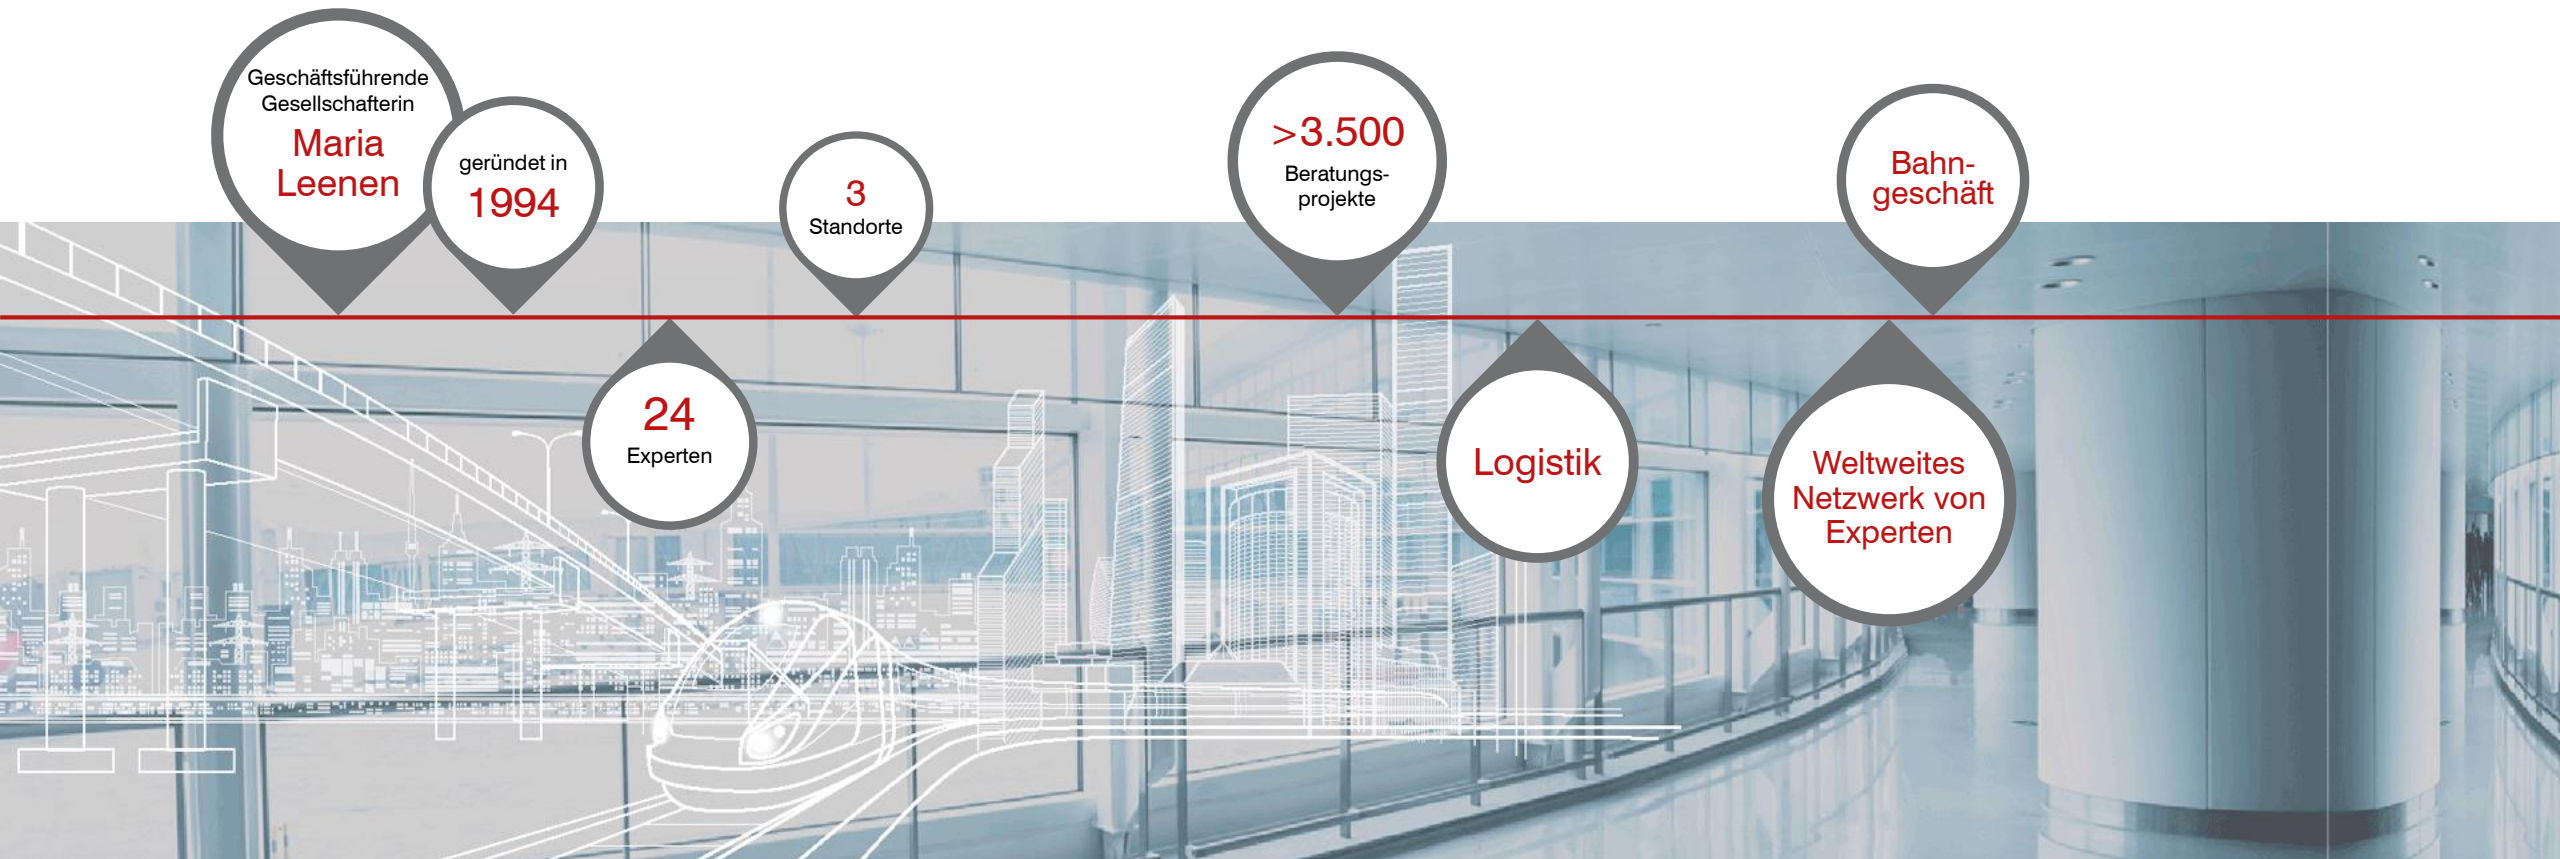 Geschäftsführende
Gesellschafterin
Maria
Leenen
geründet in
1994
24
Experten
3
Standorte
>3.500
Beratungs-
projekte
Logistik
Bahn-
geschäft
Weltweites
Netzwerk von
Experten